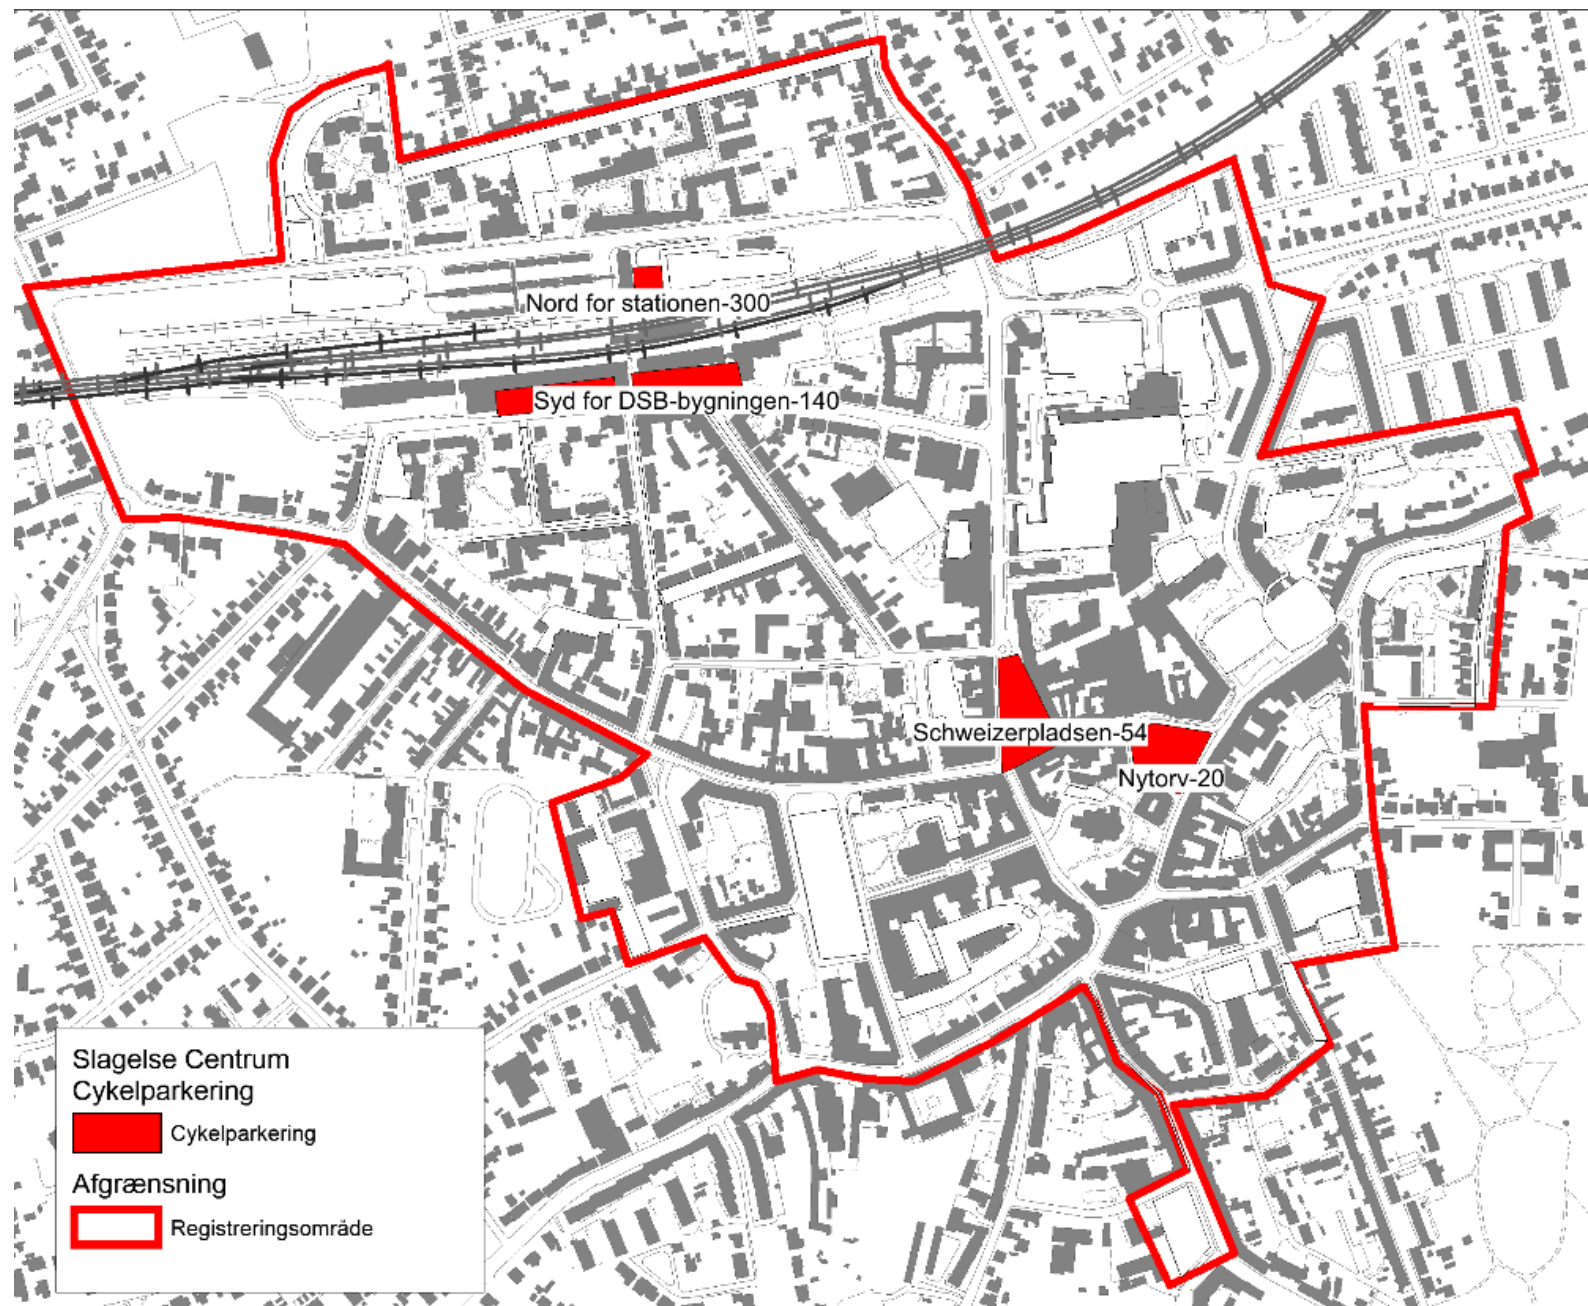 Nord for stationen-300
Syd for DSB-bygningen-140
Schweizerpladsen-54
Nytorv-20
Slagelse Centrum
Cykelparkering
Cykelparkering
Afgrænsning
Registreringsområde